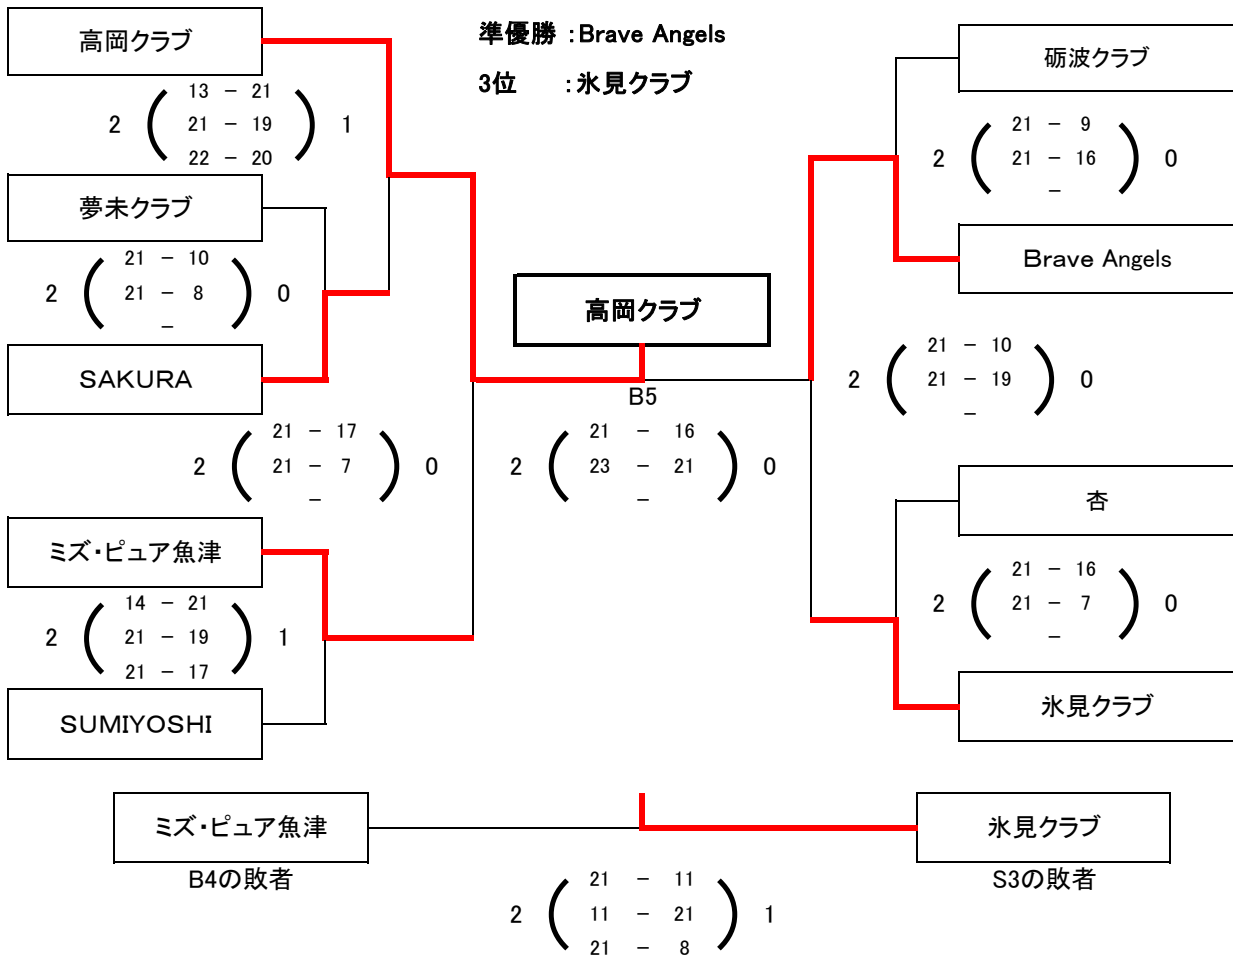 高岡クラブ
準優勝 :Brave Angels
3位 :氷見クラブ
砺波クラブ
2 ( 13 - 21 ) 1
21 - 19
22 - 20
2 ( 21 - 9 ) 0
21 - 16
-
夢未クラブ
Brave Angels
2 ( 21 - 10 ) 0
21 - 8
-
高岡クラブ
SAKURA
B5
2 ( 21 - 10 ) 0
21 - 19
-
2 ( 21 - 17 ) 0
21 - 7
-
2 ( 21 - 16 ) 0
23 - 21
-
杏
ミズ・ピュア魚津
2 ( 14 - 21 ) 1
21 - 19
21 - 17
2 ( 21 - 16 ) 0
21 - 7
-
SUMIYOSHI
氷見クラブ
ミズ・ピュア魚津
氷見クラブ
B4の敗者
S3の敗者
2 ( 21 - 11 ) 1
11 - 21
21 - 8